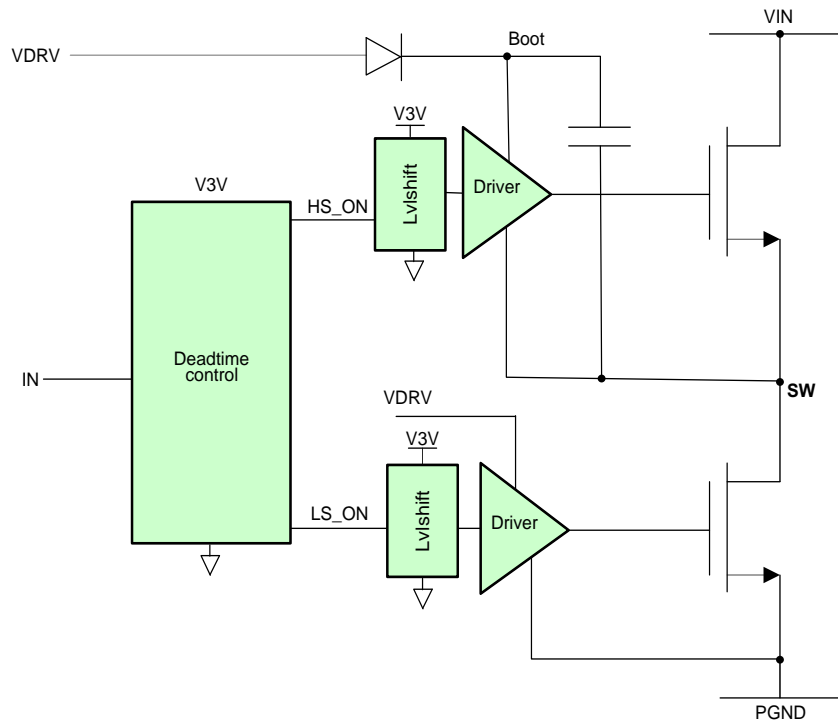 VIN
Boot
VDRV
V3V
Lvlshift
Driver
V3V
HS_ON
Deadtime
control
IN
SW
VDRV
V3V
Lvlshift
Driver
LS_ON
PGND